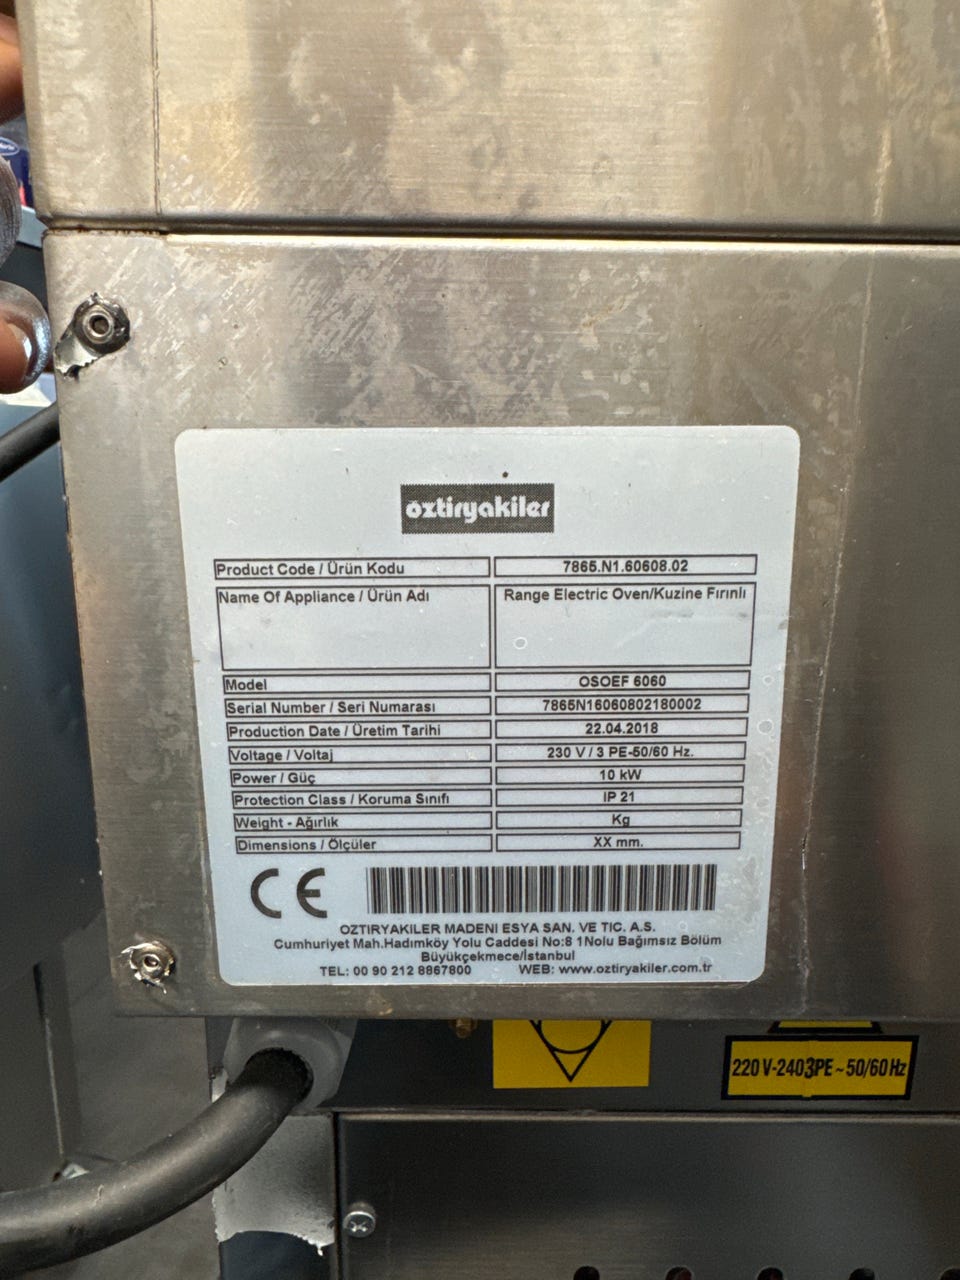 öztiryakiler
Product Code / Ürün Kodu 7865.N1.60608.02
Name Of Appliance / Ürün Adı Range Electric Oven/Kuzine Fırınlı
Model OSOEF 6060
Serial Number / Seri Numarası 7865N16060802180002
Production Date / Üretim Tarihi 22.04.2018
Voltage / Voltaj 230 V / 3 PE-50/60 Hz.
Power / Güç 10 kW
Protection Class / Koruma Sınıfı IP 21
Weight - Ağırlık Kg
Dimensions / Ölçüler XX mm.
CE
OZTIRYAKILER MADENI ESYA SAN. VE TIC. A.S.
Cumhuriyet Mah.Hadımköy Yolu Caddesi No:8 1Nolu Bağımsız Bölüm
Büyükçekmece/İstanbul
TEL: 00 90 212 8867800 WEB: www.oztiryakiler.com.tr
220 V-2403PE~50/60Hz